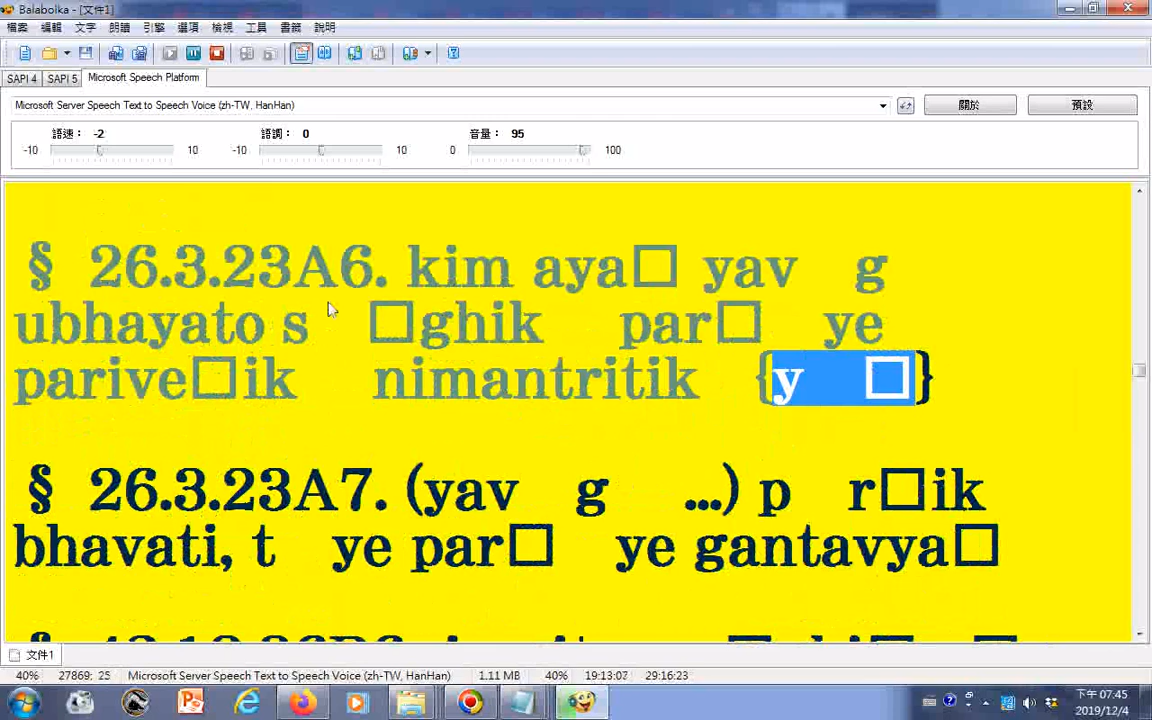 Balabolka - [文件1]
檔案 編輯 文字 朗讀 引擎 選項 檢視 工具 書籤 說明
SAPI 4 SAPI 5 Microsoft Speech Platform
Microsoft Server Speech Text to Speech Voice (zh-TW, HanHan) 關於 預設
語速： -2 語調： 0 音量： 95
-10 10 -10 10 0 100
§ 26.3.23A6. kim aya□ yav g
ubhayato s □ghik par□ ye
parive□ik nimantritik {y □}
§ 26.3.23A7. (yav g ...) p r□ik
bhavati, t ye par□ ye gantavya□
文件1
40% 27869; 25 Microsoft Server Speech Text to Speech Voice (zh-TW, HanHan) 1.11 MB 40% 19:13:07 29:16:23
下午 07:45
2019/12/4